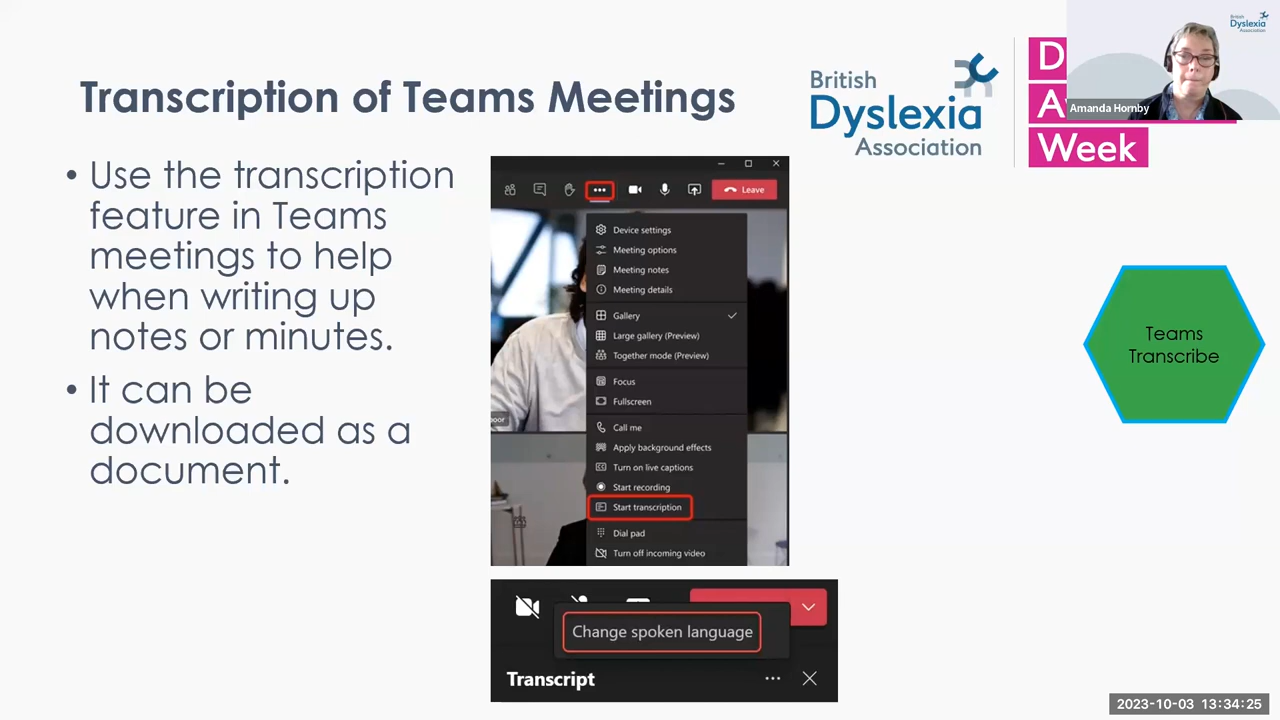 Transcription of Teams Meetings
• Use the transcription
feature in Teams
meetings to help
when writing up
notes or minutes.
• It can be
downloaded as a
document.
Leave
Device settings
Meeting options
Meeting notes
Meeting details
Gallery
Large gallery (Preview)
Together mode (Preview)
Focus
Fullscreen
Call me
Apply background effects
Turn on live captions
Start recording
Start transcription
Dial pad
Turn off incoming video
Change spoken language
Transcript
British
Dyslexia
Association
D
A
Week
British
Dyslexia
Association
Amanda Hornby
Teams
Transcribe
2023-10-03 13:34:25